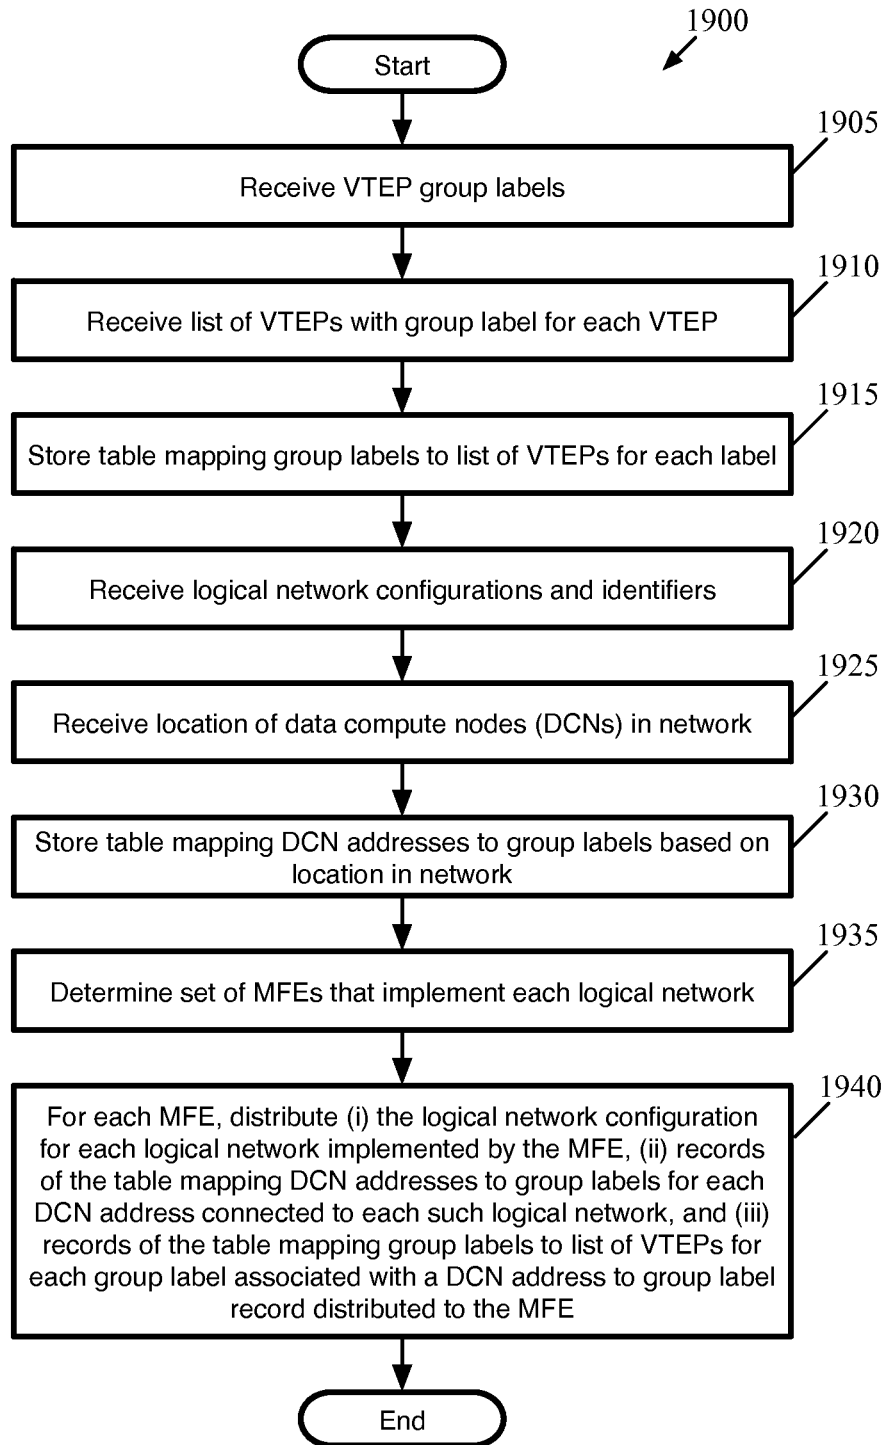 1900
Start
1905
Receive VTEP group labels
1910
Receive list of VTEPs with group label for each VTEP
1915
Store table mapping group labels to list of VTEPs for each label
1920
Receive logical network configurations and identifiers
1925
Receive location of data compute nodes (DCNs) in network
1930
Store table mapping DCN addresses to group labels based on
location in network
1935
Determine set of MFEs that implement each logical network
1940
For each MFE, distribute (i) the logical network configuration
for each logical network implemented by the MFE, (ii) records
of the table mapping DCN addresses to group labels for each
DCN address connected to each such logical network, and (iii)
records of the table mapping group labels to list of VTEPs for
each group label associated with a DCN address to group label
record distributed to the MFE
End